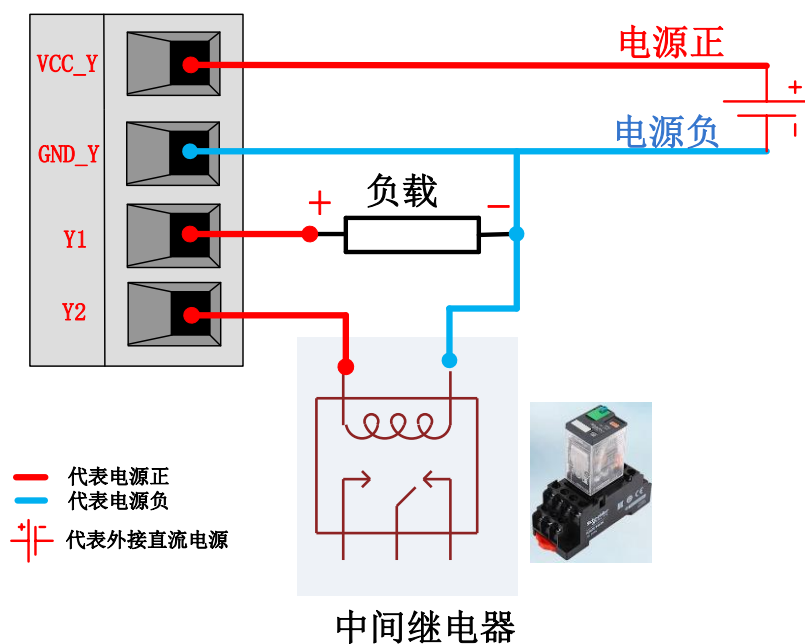 VCC_Y
电源正
+
GND_Y
电源负
-
负载
+
-
Y1
Y2
代表电源正
代表电源负
+ -
代表外接直流电源
中间继电器